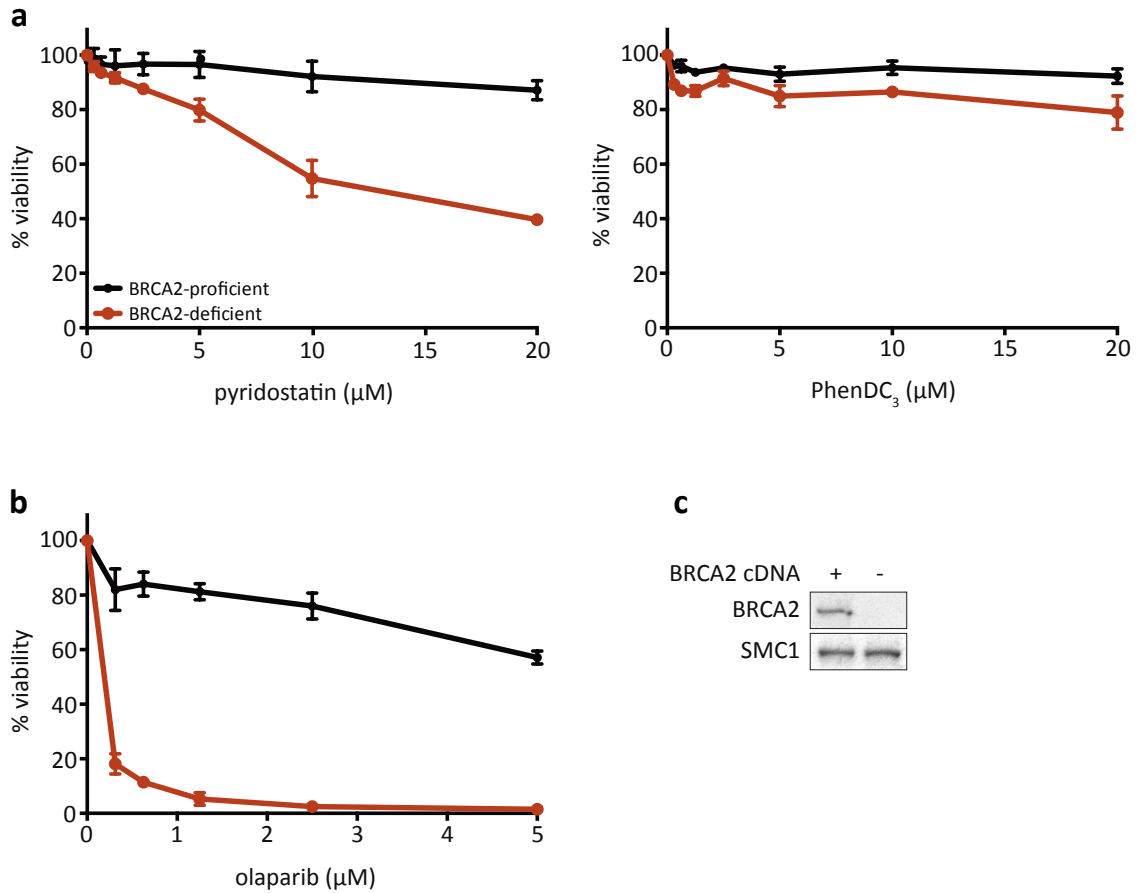 a
100
80
60
40
20
0
% viability
BRCA2-proficient
BRCA2-deficient
0 5 10 15 20
pyridostatin (μM)
100
80
60
40
20
0
% viability
0 5 10 15 20
PhenDC₃ (μM)
b
100
80
60
40
20
0
% viability
0 1 2 3 4 5
olaparib (μM)
c
BRCA2 cDNA + -
BRCA2
SMC1